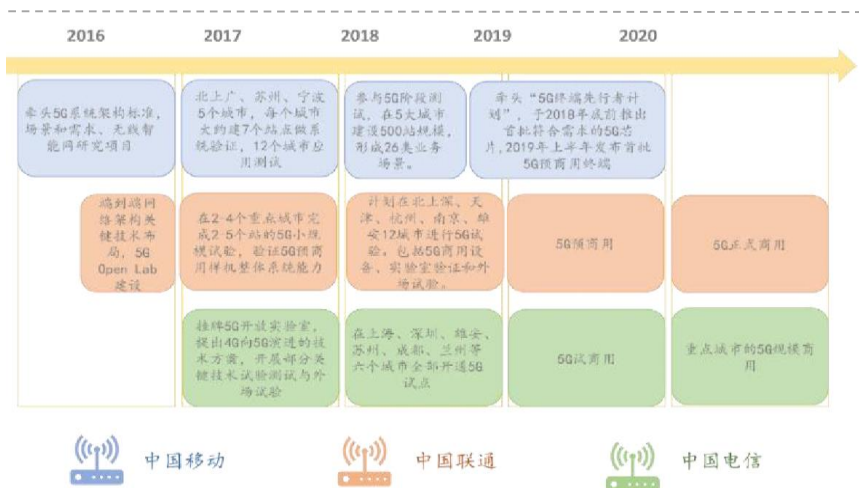 2016 2017 2018 2019 2020
牵头5G系统架构标准,
场景和需求、无线智
能网研究项目
北上广、苏州、宁波
5个城市，每个城市
大约建7个站点做系
统验证，12个城市应
用测试
参与5G阶段测
试，在5大城市
建设500站规模,
形成26类业务
场景。
牵头“5G终端先行者计
划”，于2018年底前推出
首批符合需求的5G芯
片,2019年上半年发布首批
5G预商用终端
端到端网
络架构关
键技术布
局，5G
Open Lab
建设
在2-4个重点城市完
成2-5个站的5G小规
模试验，验证5G预商
用样机整体系统能力
计划在北上深、天
津、杭州、南京、雄
安12城市进行5G试
验。包括5G商用设
备、实验室验证和外
场试验。
5G预商用
5G正式商用
挂牌5G开放实验室,
提出4G向5G演进的技
术方案，开展部分关
键技术试验测试与外
场试验
在上海、深圳、雄安、
苏州、成都、兰州等
六个城市全部开通5G
试点
5G试商用
重点城市的5G规模商
用
中国移动
中国联通
中国电信